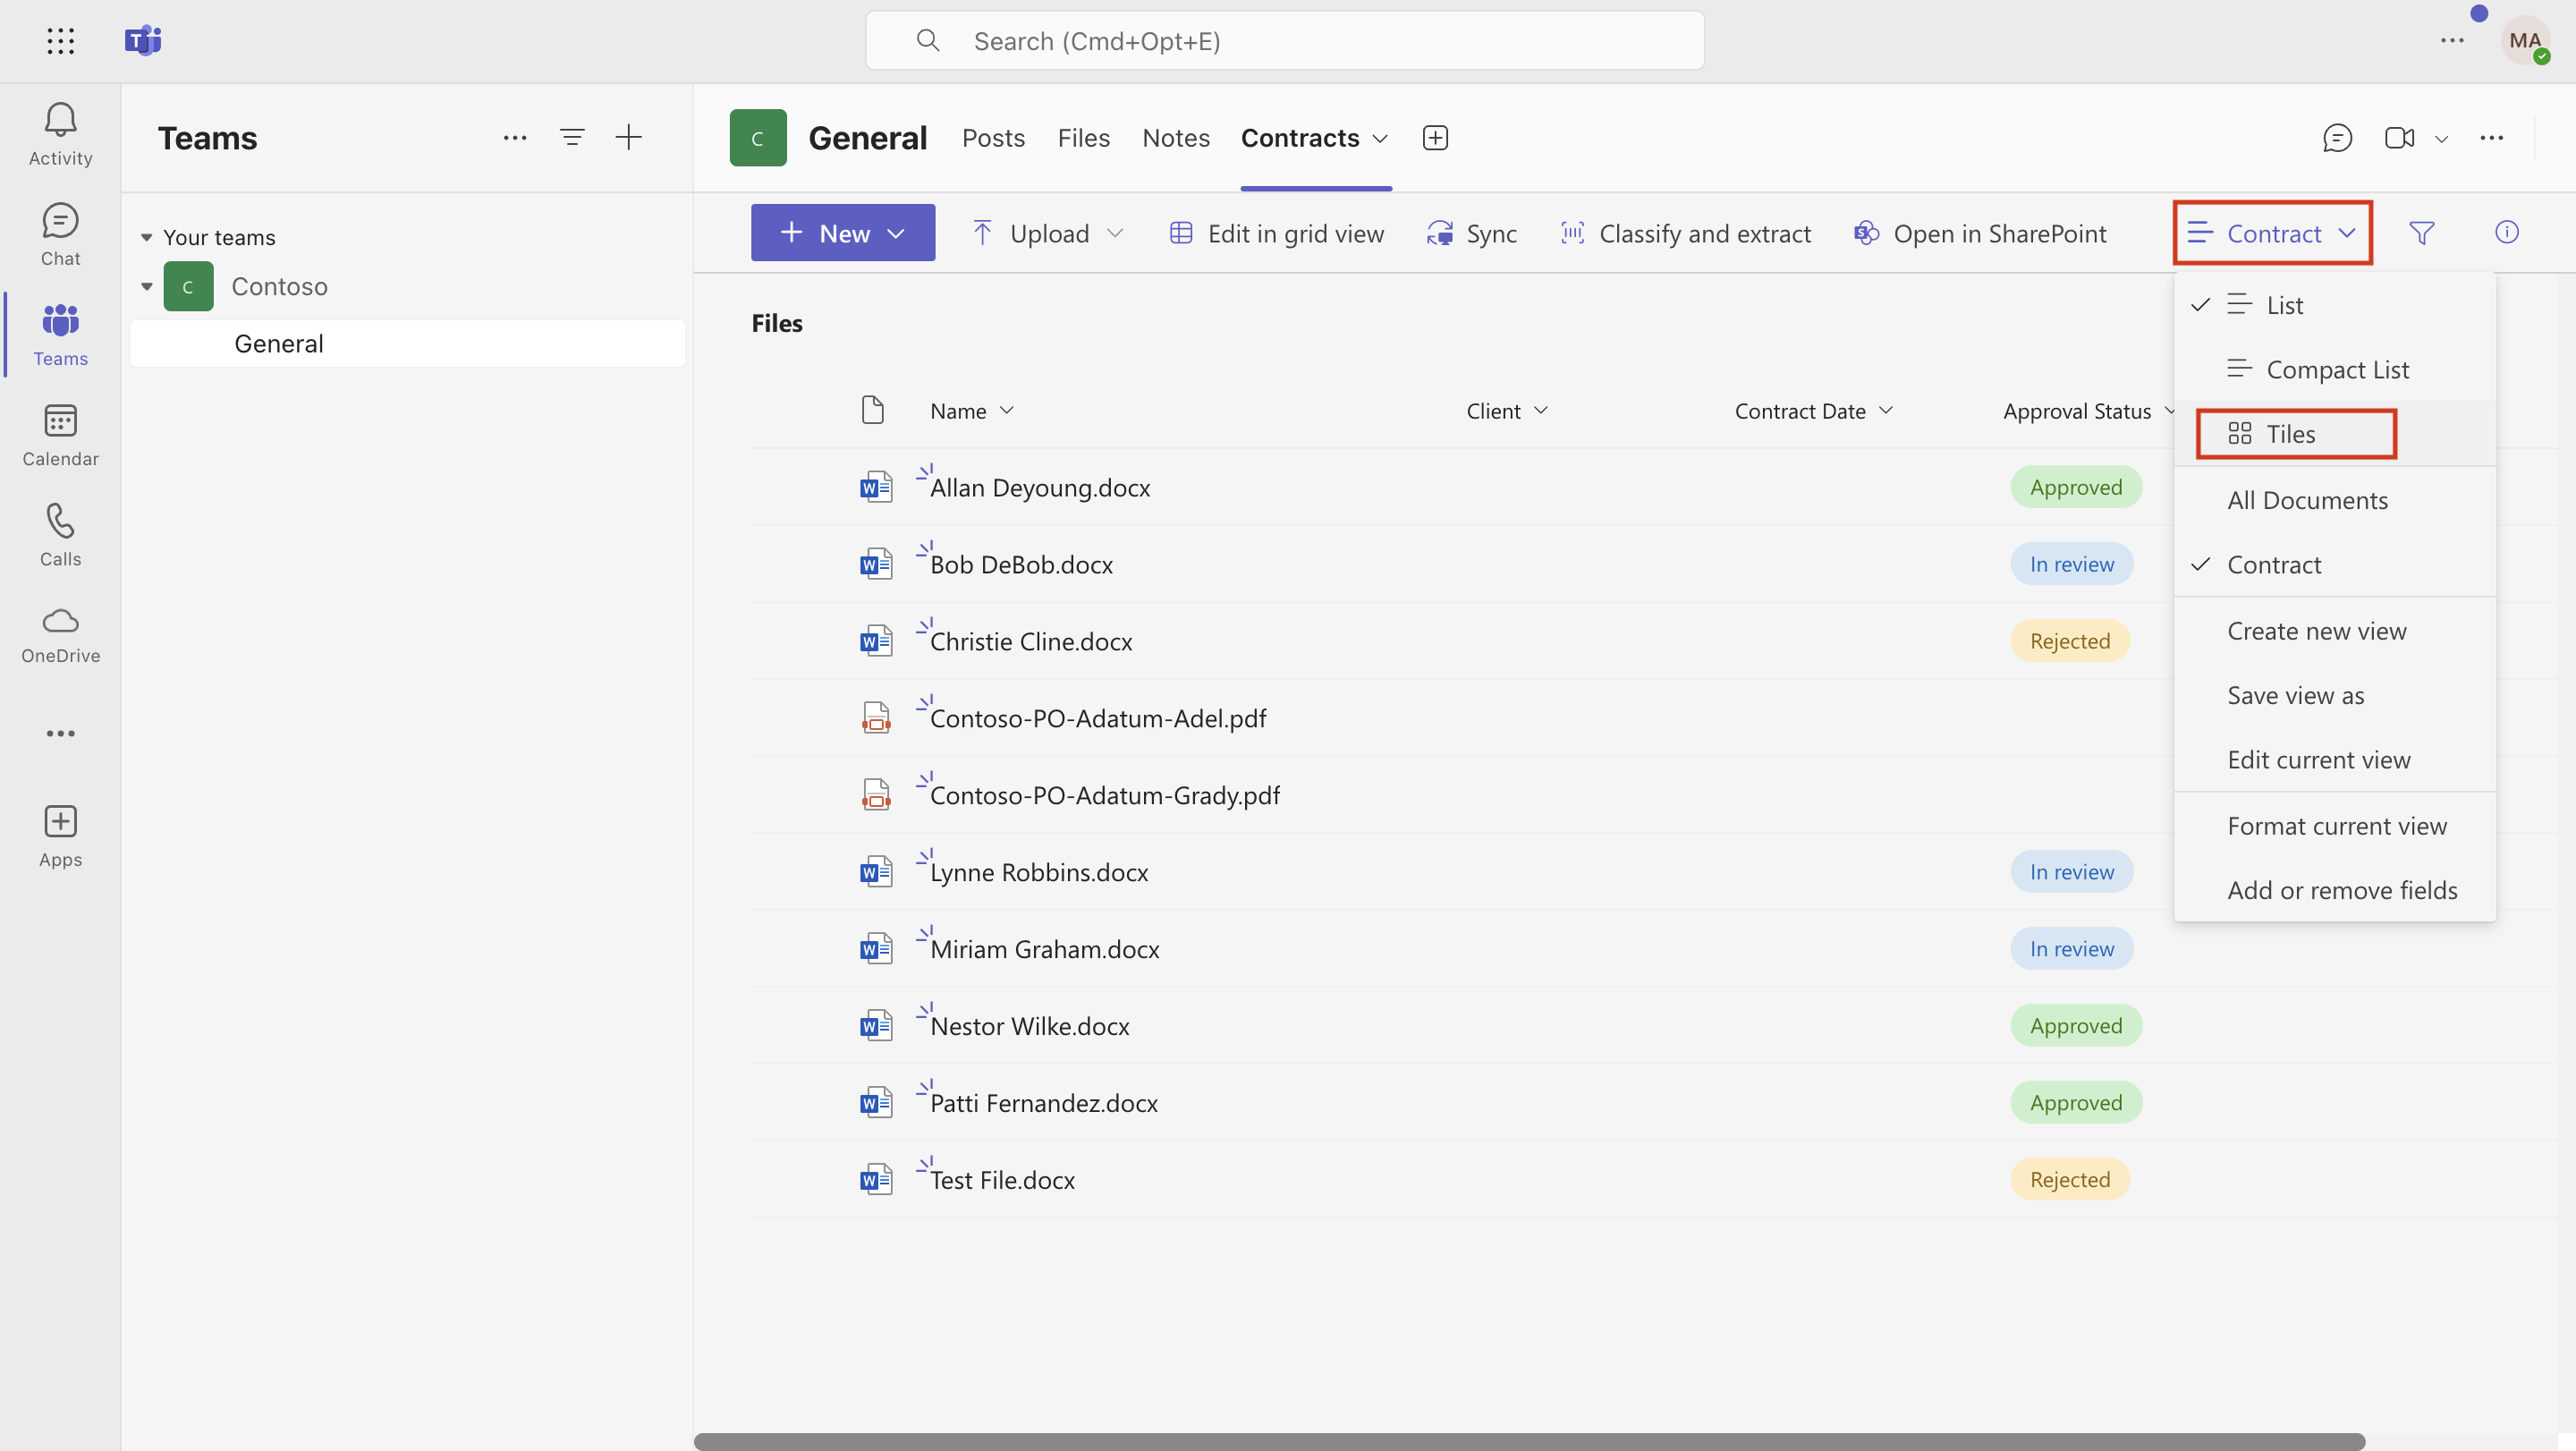 Search (Cmd+Opt+E)
MA
Activity
Chat
Teams
Calendar
Calls
OneDrive
Apps
Teams
Your teams
C
Contoso
General
C
General
Posts
Files
Notes
Contracts
New
Upload
Edit in grid view
Sync
Classify and extract
Open in SharePoint
Contract
Files
Name
Client
Contract Date
Approval Status
Allan Deyoung.docx
Approved
Bob DeBob.docx
In review
Christie Cline.docx
Rejected
Contoso-PO-Adatum-Adel.pdf
Contoso-PO-Adatum-Grady.pdf
Lynne Robbins.docx
In review
Miriam Graham.docx
In review
Nestor Wilke.docx
Approved
Patti Fernandez.docx
Approved
Test File.docx
Rejected
List
Compact List
Tiles
All Documents
Contract
Create new view
Save view as
Edit current view
Format current view
Add or remove fields